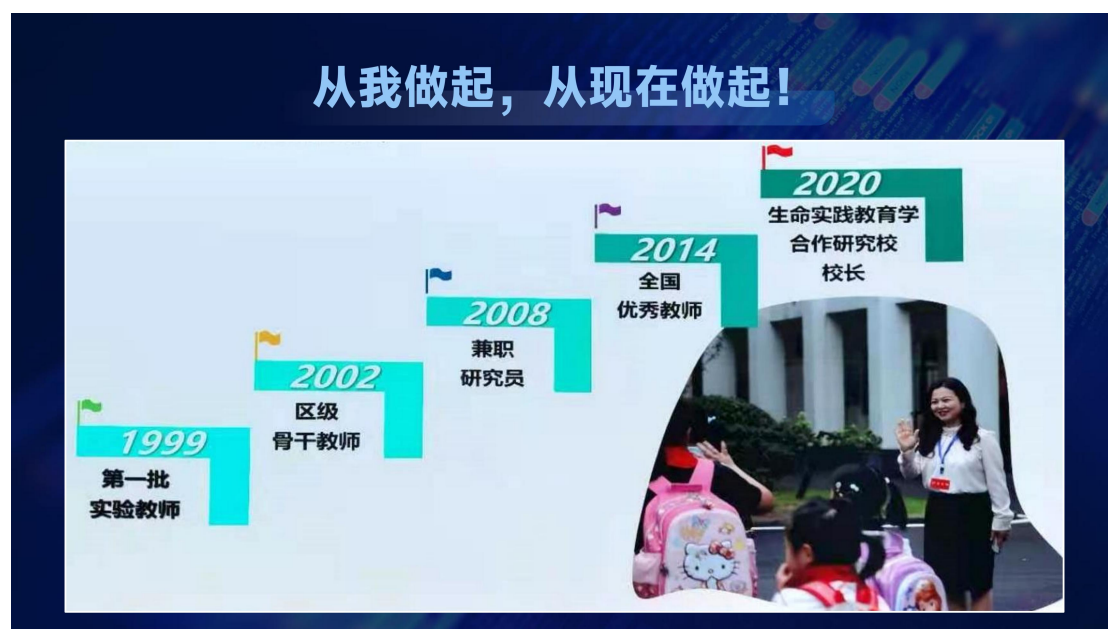 从我做起，从现在做起！
1999
第一批
实验教师
2002
区级
骨干教师
2008
兼职
研究员
2014
全国
优秀教师
2020
生命实践教育学
合作研究校
校长